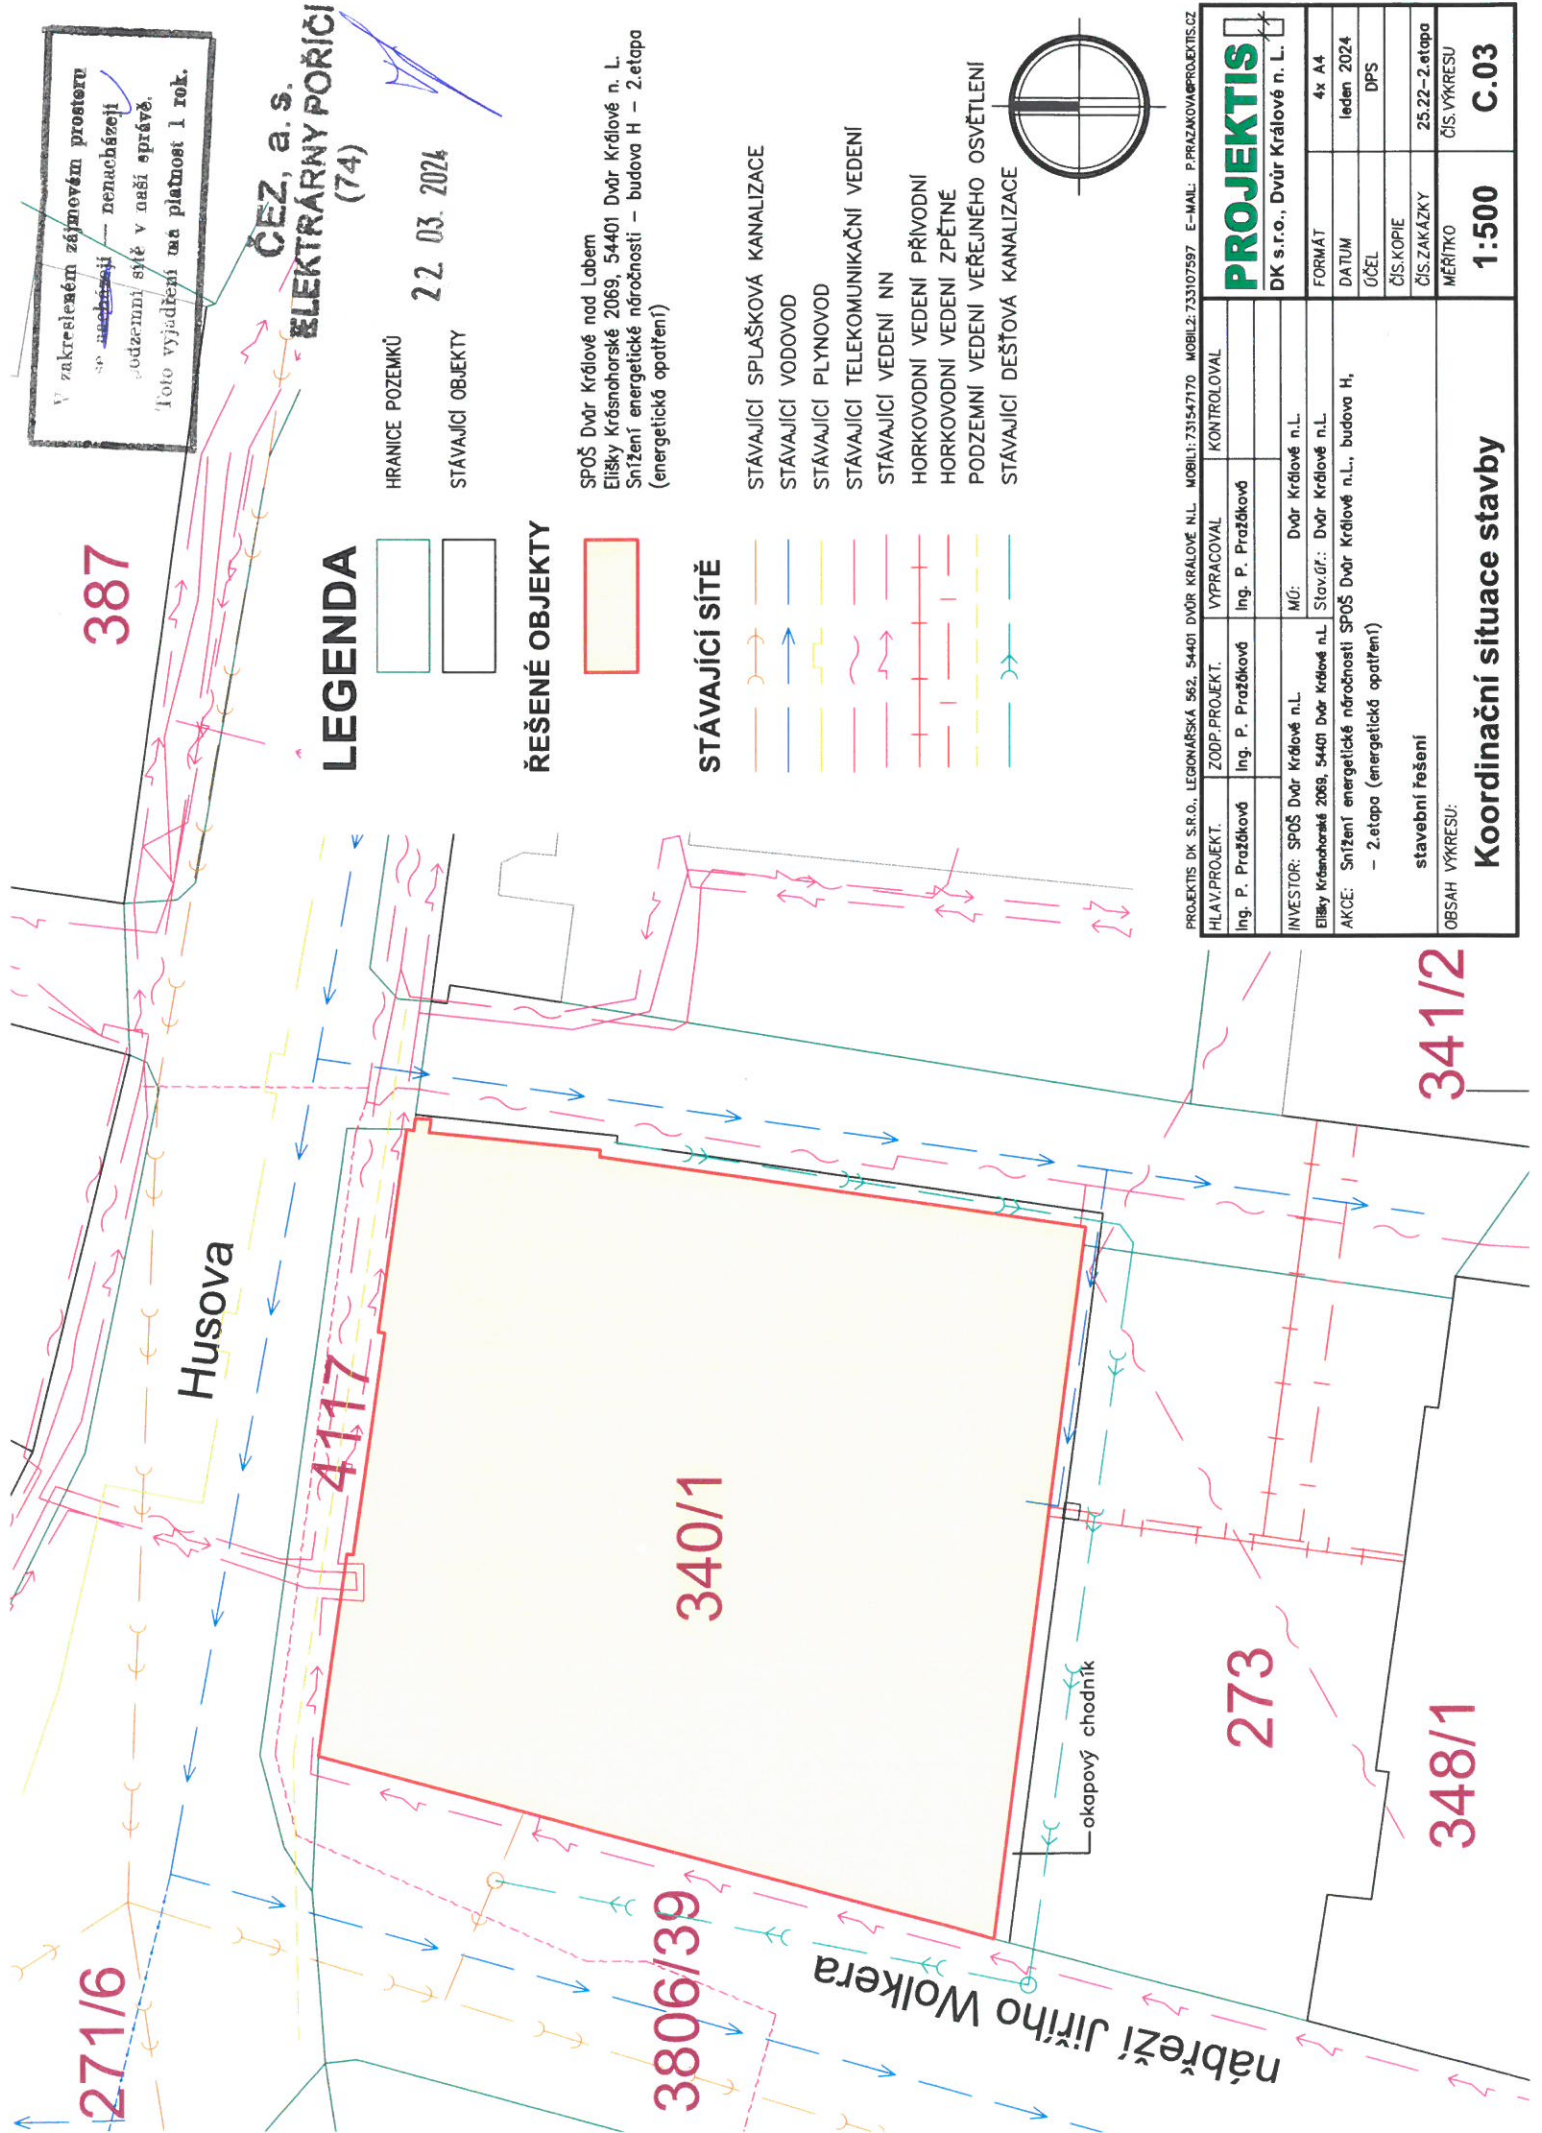 V zakresleném zájmovém prostoru
se nacházejí — nenacházejí
podzemní sítě v naší správě.
Toto vyjádření má platnost 1 rok.
ČEZ, a. s.
ELEKTRÁRNY POŘÍČÍ
(74)
22. 03. 2024
387
271/6
Husova
4117
340/1
3806/39
nábřeží Jiřího Wolkera
okapový chodník
273
348/1
341/2
LEGENDA
HRANICE POZEMKŮ
STÁVAJÍCÍ OBJEKTY
ŘEŠENÉ OBJEKTY
SPOŠ Dvůr Králové nad Labem
Elišky Krásnohorské 2069, 54401 Dvůr Králové n. L.
Snížení energetické náročnosti – budova H – 2.etapa
(energetická opatření)
STÁVAJÍCÍ SÍTĚ
STÁVAJÍCÍ SPLAŠKOVÁ KANALIZACE
STÁVAJÍCÍ VODOVOD
STÁVAJÍCÍ PLYNOVOD
STÁVAJÍCÍ TELEKOMUNIKAČNÍ VEDENÍ
STÁVAJÍCÍ VEDENÍ NN
HORKOVODNÍ VEDENÍ PŘÍVODNÍ
HORKOVODNÍ VEDENÍ ZPĚTNÉ
PODZEMNÍ VEDENÍ VEŘEJNÉHO OSVĚTLENÍ
STÁVAJÍCÍ DEŠŤOVÁ KANALIZACE
PROJEKTIS DK S.R.O., LEGIONÁRSKÁ 562, 54401 DVŮR KRÁLOVÉ N.L. MOBIL1: 731547170 MOBIL2: 733107597 E-MAIL: P.PRAZAKOVA@PROJEKTIS.CZ
HLAV.PROJEKT. ZODP.PROJEKT. VYPRACOVAL KONTROLOVAL
Ing. P. Pražáková Ing. P. Pražáková Ing. P. Pražáková
PROJEKTIS
DK s.r.o., Dvůr Králové n. L.
INVESTOR: SPOŠ Dvůr Králové n.L. MÚ: Dvůr Králové n.L.
Elišky Krásnohorské 2069, 54401 Dvůr Králové n.L. Stav.úř.: Dvůr Králové n.L.
AKCE: Snížení energetické náročnosti SPOŠ Dvůr Králové n.L., budova H,
– 2.etapa (energetická opatření)
stavební řešení
FORMÁT 4x A4
DATUM leden 2024
ÚČEL DPS
ČÍS.KOPIE
ČÍS.ZAKÁZKY 25.22–2.etapa
OBSAH VÝKRESU:
Koordinační situace stavby
MĚŘÍTKO
1:500
ČÍS.VÝKRESU
C.03